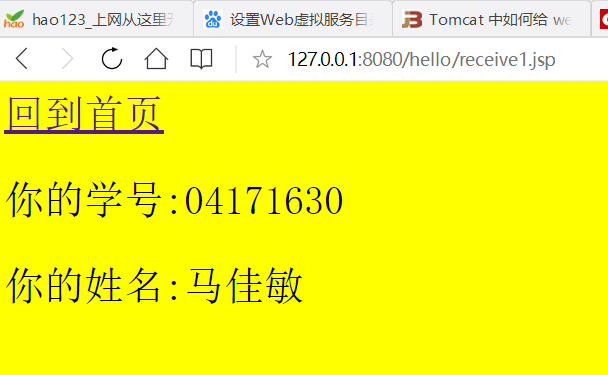 hao123_上网从这里
设置Web虚拟服务目
Tomcat 中如何给 we
127.0.0.1:8080/hello/receive1.jsp
回到首页
你的学号:04171630
你的姓名:马佳敏